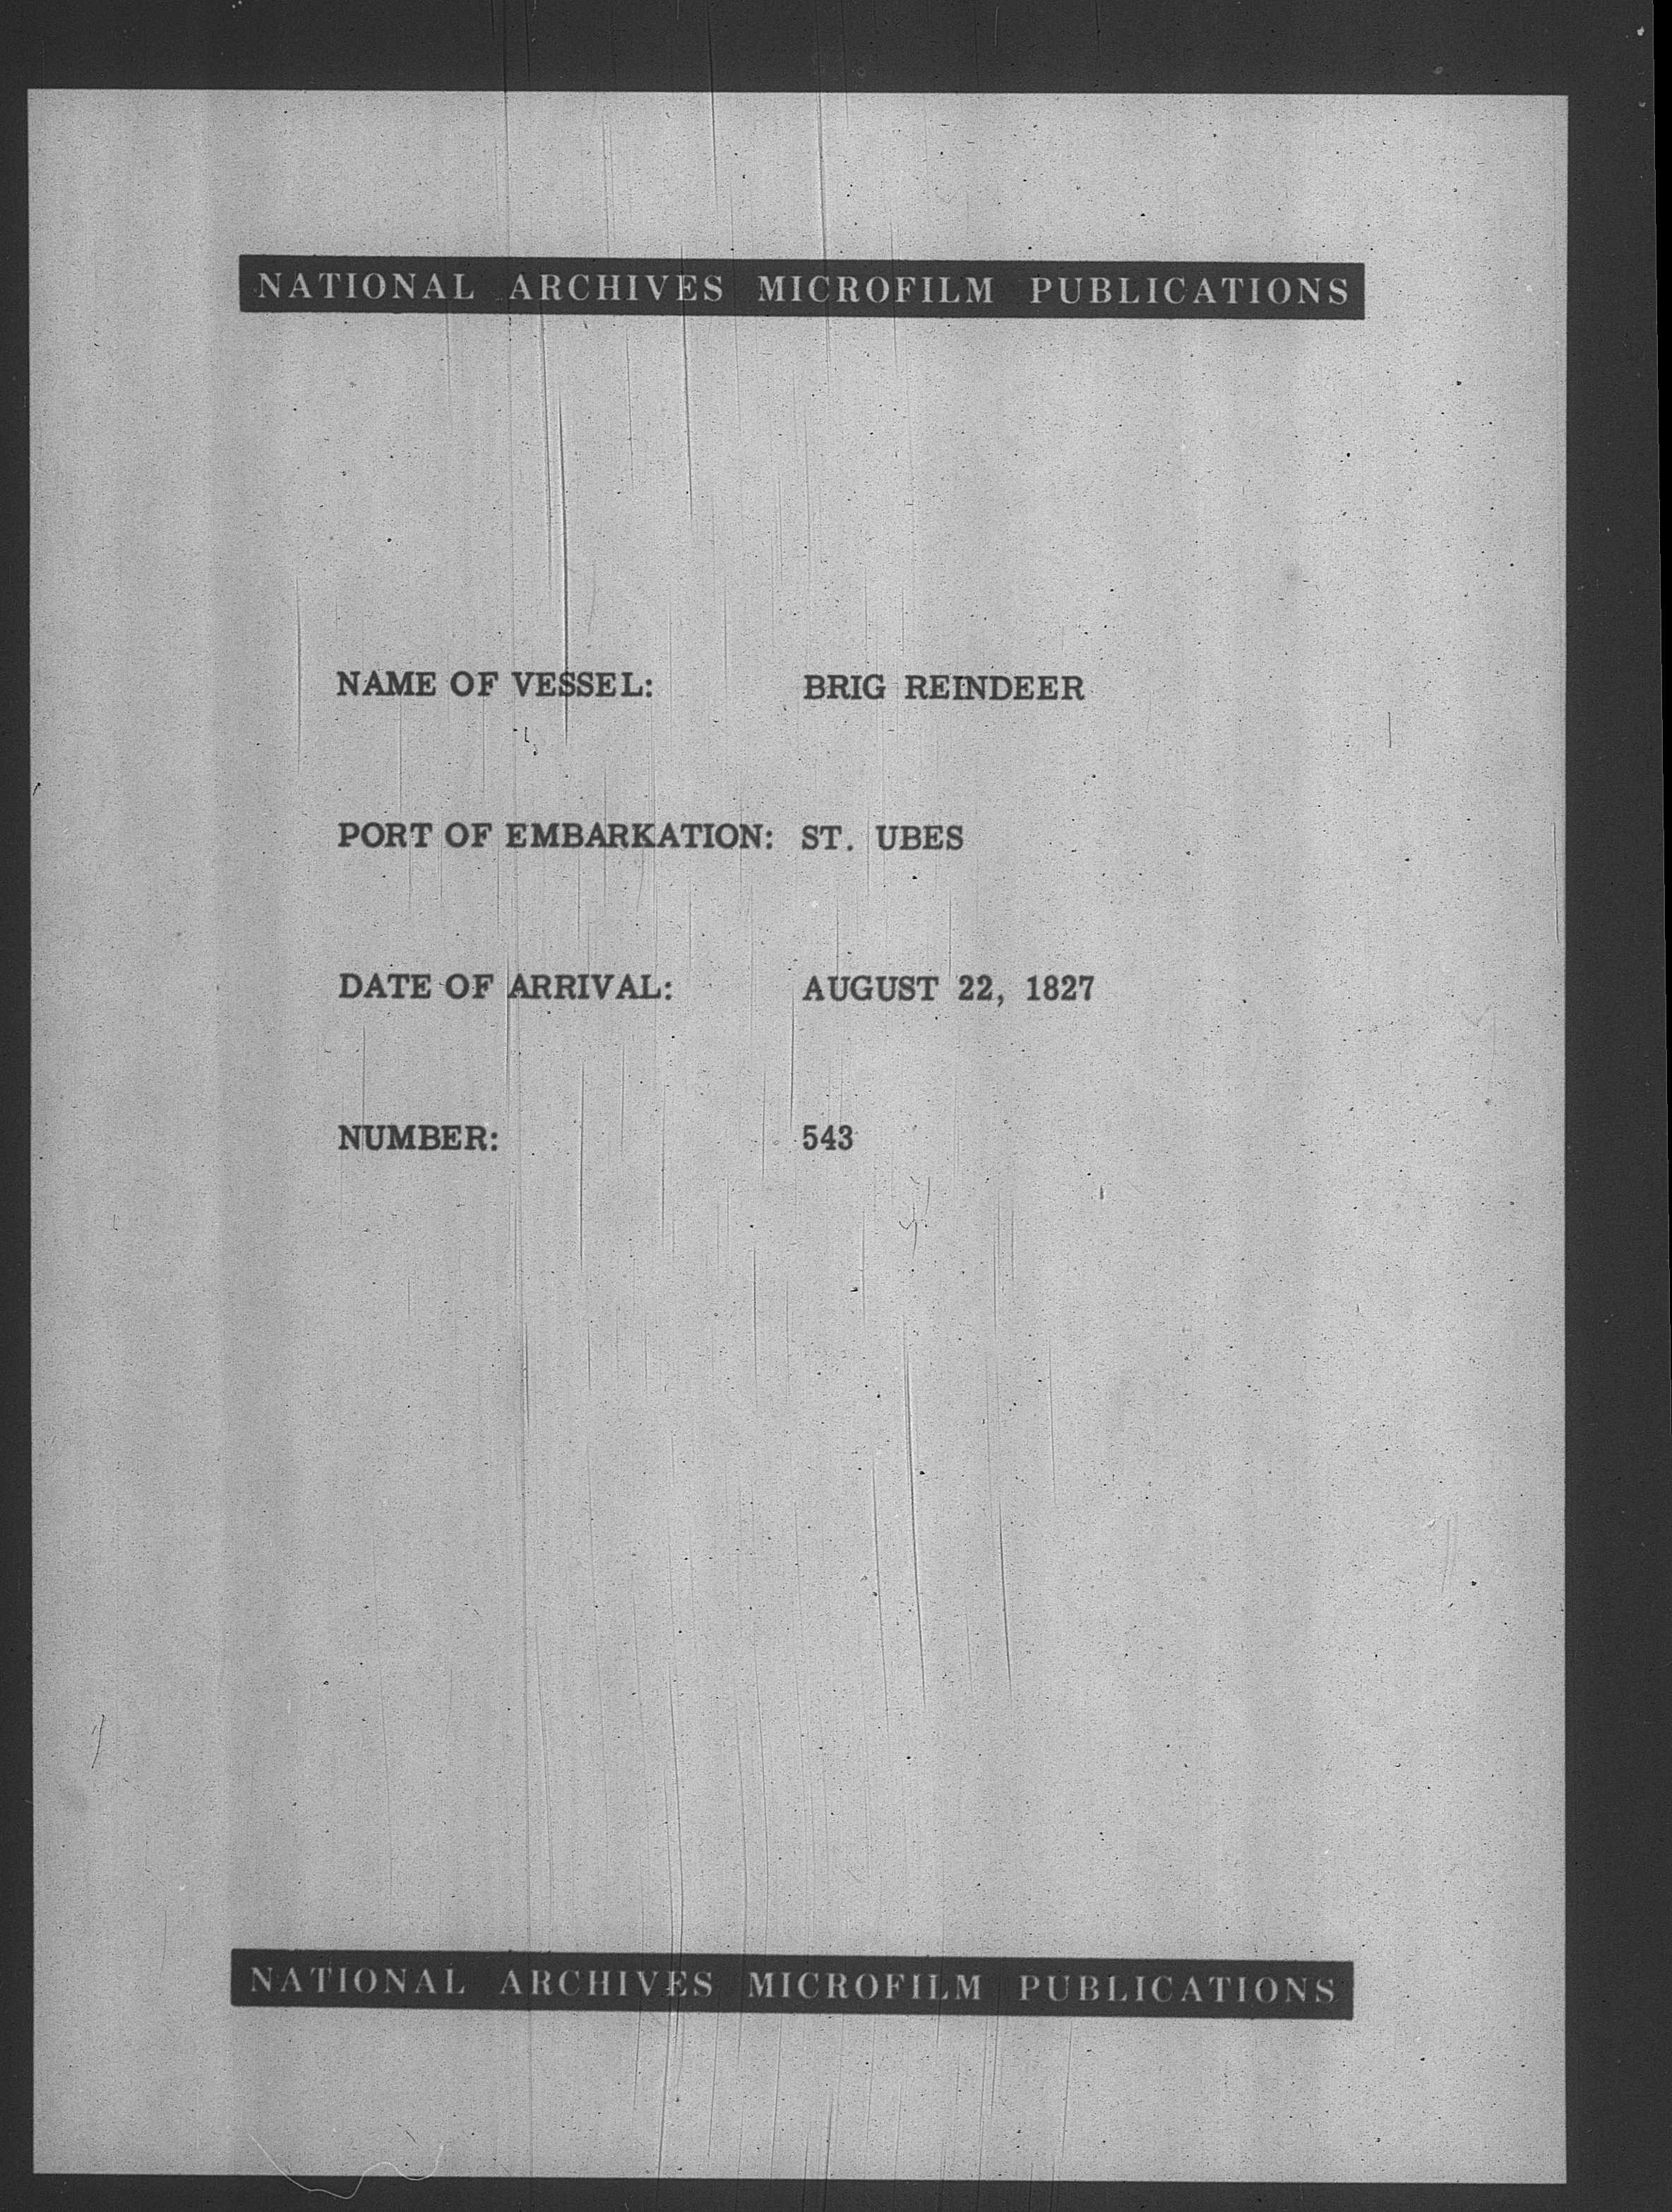 NATIONAL ARCHIVES MICROFILM PUBLICATIONS
NAME OF VESSEL: BRIG REINDEER
PORT OF EMBARKATION: ST. UBES
DATE OF ARRIVAL: AUGUST 22, 1827
NUMBER: 543
NATIONAL ARCHIVES MICROFILM PUBLICATIONS